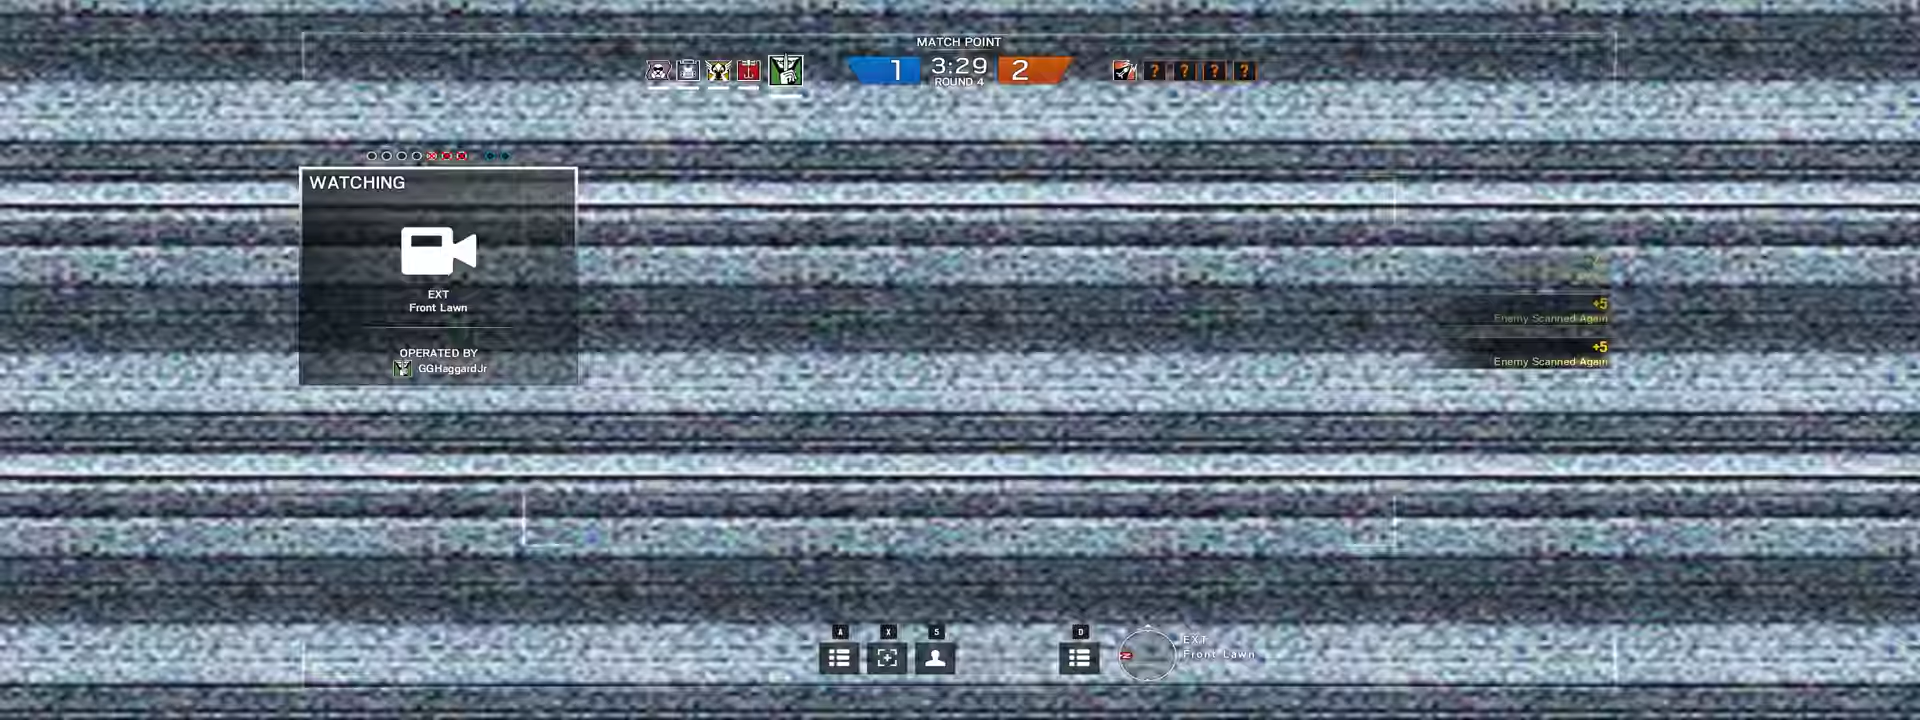 MATCH POINT
1 3:29 2
ROUND 4
? ? ? ?
WATCHING
EXT
Front Lawn
OPERATED BY
GGHaggardJr
+5
Enemy Scanned Again
+5
Enemy Scanned Again
A X 5 D
N
EXT
Front Lawn